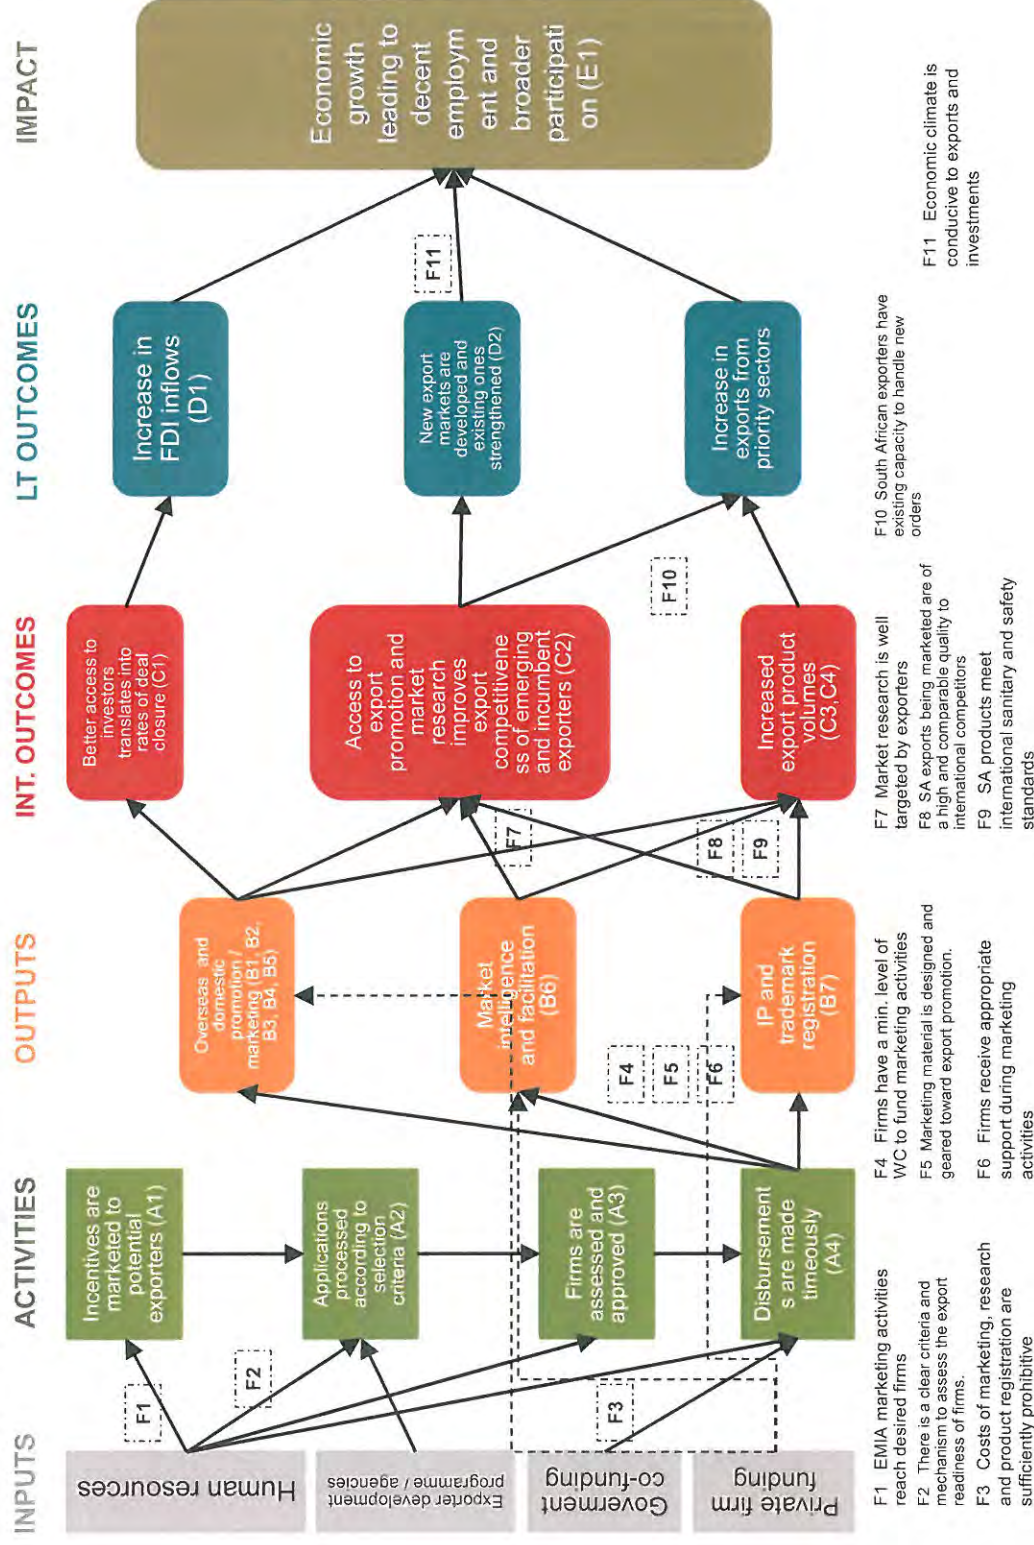 INPUTS
ACTIVITIES
OUTPUTS
INT. OUTCOMES
LT OUTCOMES
IMPACT
Human resources
Exporter development
programme / agencies
Goverment
co-funding
Private firm
funding
F1
F2
F3
Incentives are
marketed to
potential
exporters (A1)
Applications
processed
according to
selection
criteria (A2)
Firms are
assessed and
approved (A3)
Disbursement
s are made
timeously
(A4)
F4
F5
F6
Overseas and
domestic
promotion /
marketing (B1, B2,
B3, B4, B5)
Market
intelligence
and facilitation
(B6)
IP and
trademark
registration
(B7)
F7
F8
F9
Better access to
investors
translates into
rates of deal
closure (C1)
Access to
export
promotion and
market
research
improves
export
competitivene
ss of emerging
and incumbent
exporters (C2)
Increased
export product
volumes
(C3,C4)
F10
Increase in
FDI inflows
(D1)
New export
markets are
developed and
existing ones
strengthened (D2)
Increase in
exports from
priority sectors
F11
Economic
growth
leading to
decent
employm
ent and
broader
participati
on (E1)
F1 EMIA marketing activities
reach desired firms
F2 There is a clear criteria and
mechanism to assess the export
readiness of firms.
F3 Costs of marketing, research
and product registration are
sufficiently prohibitive
F4 Firms have a min. level of
WC to fund marketing activities
F5 Marketing material is designed and
geared toward export promotion.
F6 Firms receive appropriate
support during marketing
activities
F7 Market research is well
targeted by exporters
F8 SA exports being marketed are of
a high and comparable quality to
international competitors
F9 SA products meet
international sanitary and safety
standards
F10 South African exporters have
existing capacity to handle new
orders
F11 Economic climate is
conducive to exports and
investments